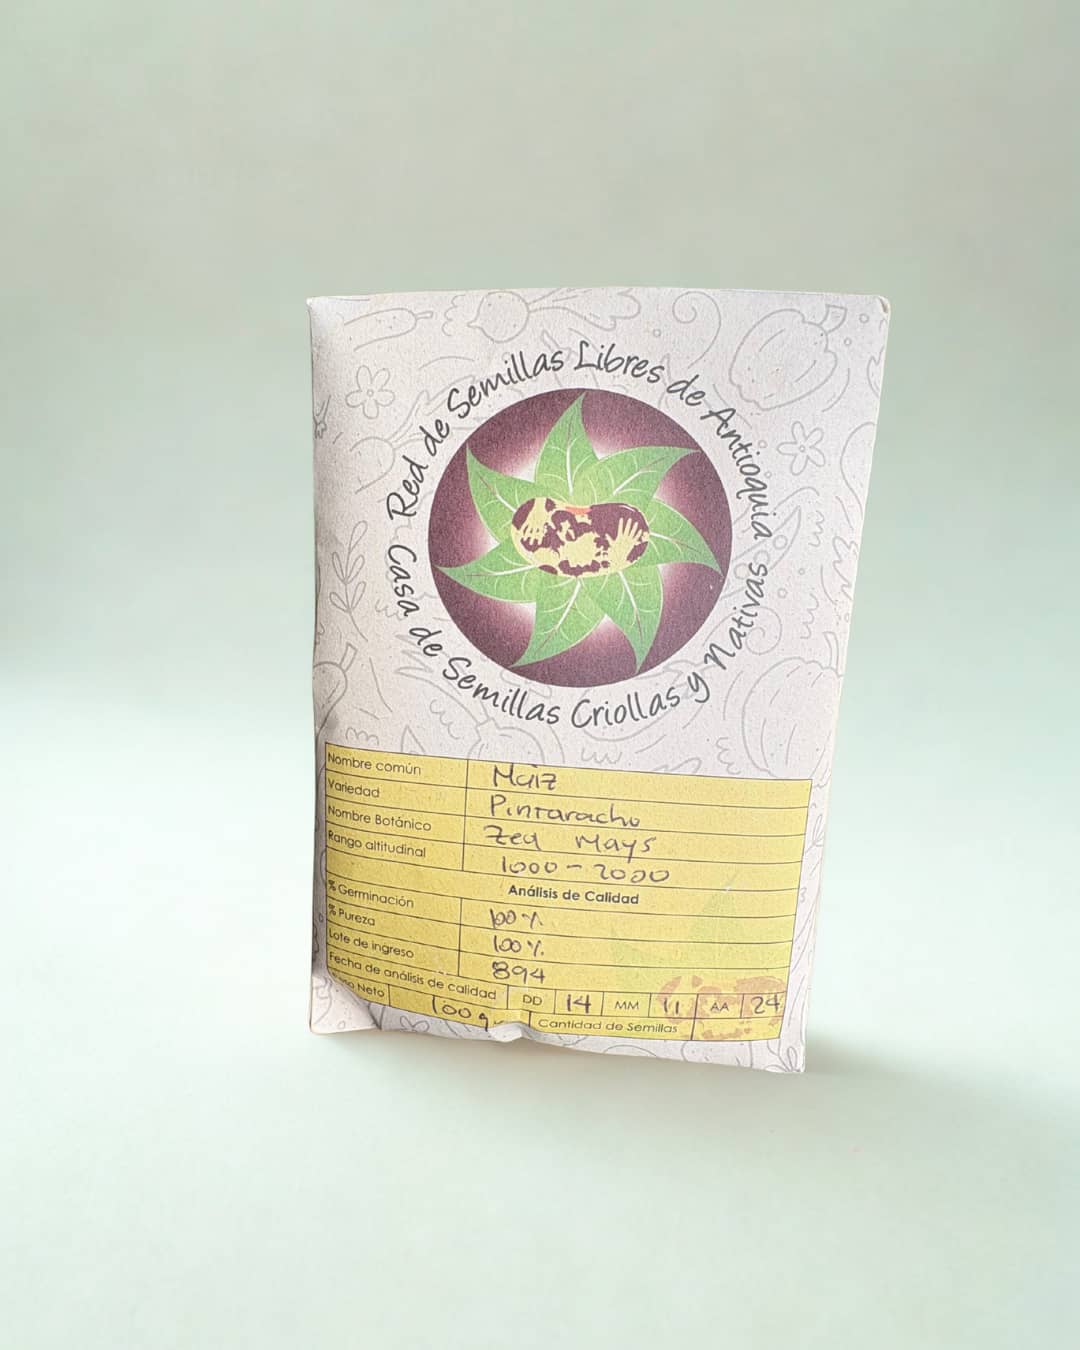 Red de Semillas Libres de Antioquia
Casa de Semillas Criollas y Nativas
Nombre común Maiz
Variedad Pintaracho
Nombre Botánico Zea Mays
Rango altitudinal 1000 - 2000
Análisis de Calidad
% Germinación 100%
% Pureza 100%
Lote de ingreso 894
Fecha de análisis de calidad DD 14 MM 11 AA 24
Neto 100 g Cantidad de Semillas